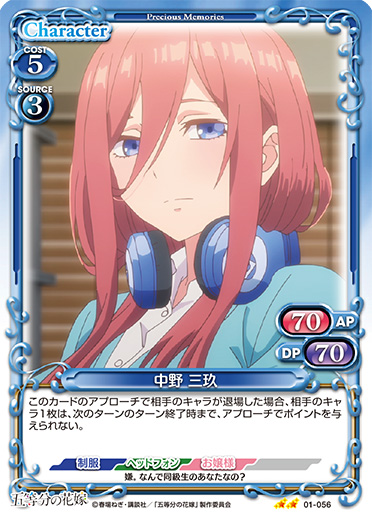 Precious Memories
Character
COST
5
SOURCE
3
70 AP
DP 70
中野 三玖
このカードのアプローチで相手のキャラが退場した場合、相手のキャ
ラ1枚は、次のターンのターン終了時まで、アプローチでポイントを与
えられない。
制服 ヘッドフォン お嬢様
嫌。なんで同級生のあなたなの?
五等分の花嫁
©春場ねぎ・講談社/「五等分の花嫁」製作委員会
01-056